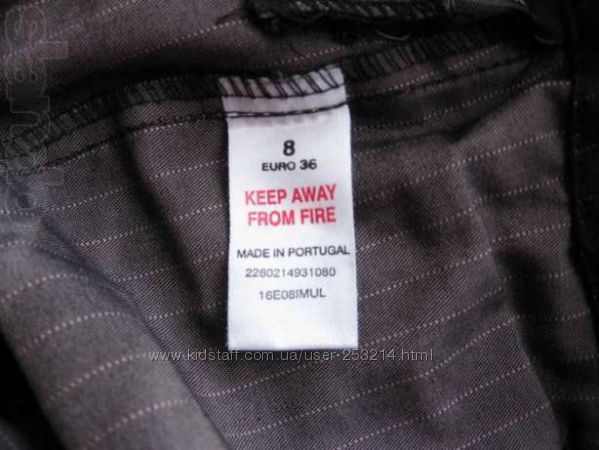 8
EURO 36
KEEP AWAY
FROM FIRE
MADE IN PORTUGAL
2260214931080
16E08IMUL
www.kidstaff.com.ua/user-253214.html